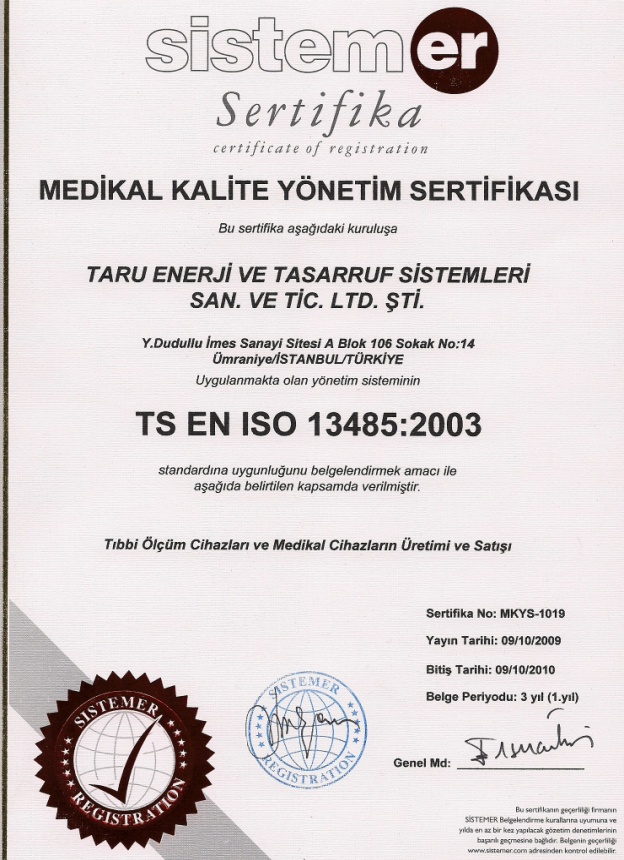 sistemer
Sertifika
certificate of registration
MEDİKAL KALİTE YÖNETİM SERTİFİKASI
Bu sertifika aşağıdaki kuruluşa
TARU ENERJİ VE TASARRUF SİSTEMLERİ
SAN. VE TİC. LTD. ŞTİ.
Y.Dudullu İmes Sanayi Sitesi A Blok 106 Sokak No:14
Ümraniye/İSTANBUL/TÜRKİYE
Uygulanmakta olan yönetim sisteminin
TS EN ISO 13485:2003
standardına uygunluğunu belgelendirmek amacı ile
aşağıda belirtilen kapsamda verilmiştir.
Tıbbi Ölçüm Cihazları ve Medikal Cihazların Üretimi ve Satışı
Sertifika No: MKYS-1019
Yayın Tarihi: 09/10/2009
Bitiş Tarihi: 09/10/2010
Belge Periyodu: 3 yıl (1.yıl)
SISTEMER
REGISTRATION
SISTEMER
REGISTRATION
Genel Md:
Bu sertifikanın geçerliliği firmanın
SİSTEMER Belgelendirme kurallarına uyumuna ve
yılda en az bir kez yapılacak gözetim denetimlerinin
başarılı geçmesine bağlıdır. Belgenin geçerliliği
www.sistemer.com adresinden kontrol edilebilir.